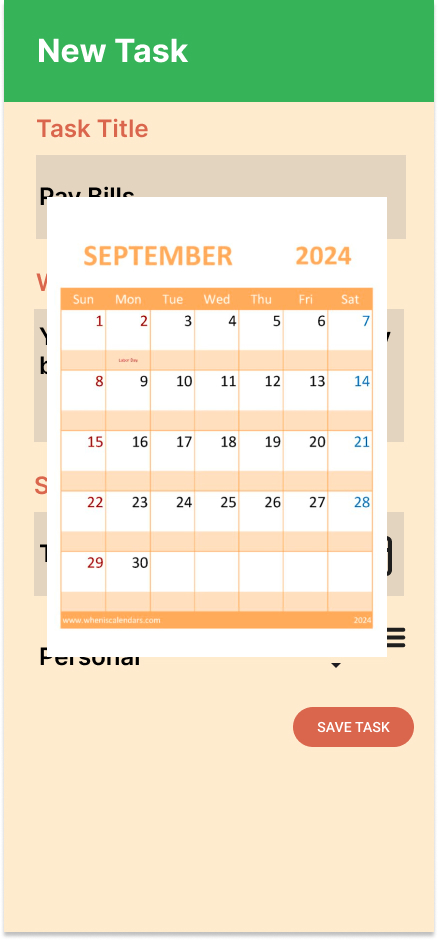 New Task
Task Title
Pay Bills
SEPTEMBER 2024
Sun Mon Tue Wed Thu Fri Sat
1 2 3 4 5 6 7
Labor Day
8 9 10 11 12 13 14
15 16 17 18 19 20 21
22 23 24 25 26 27 28
29 30
www.wheniscalendars.com 2024
Personal
SAVE TASK